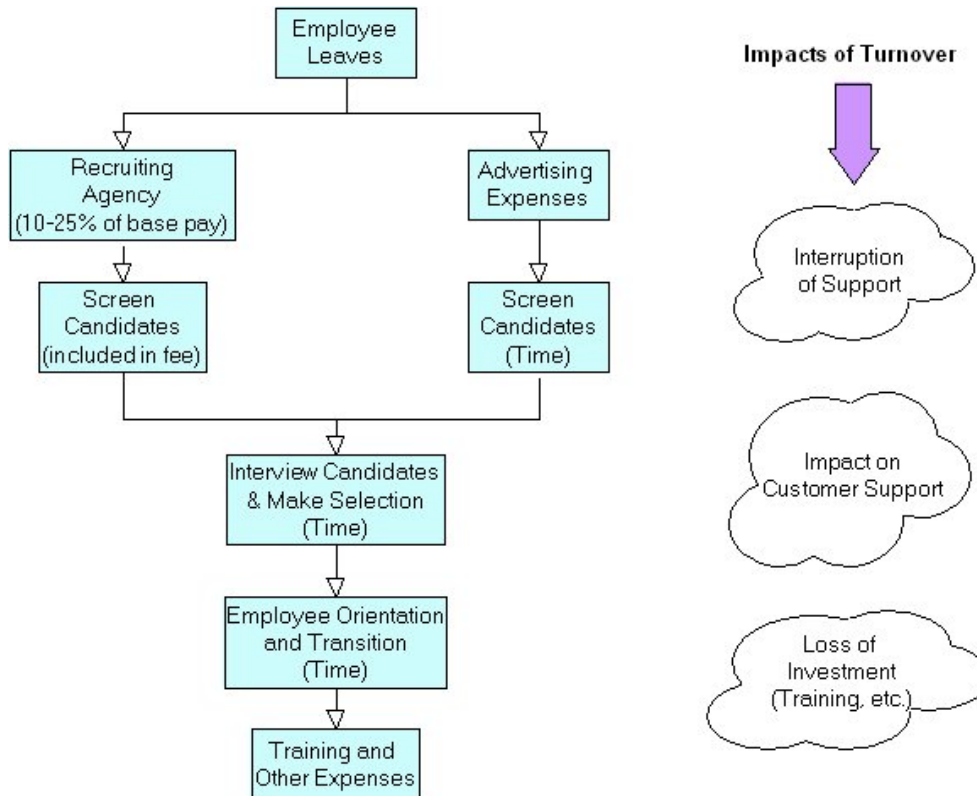 Employee
Leaves
Recruiting
Agency
(10-25% of base pay)
Advertising
Expenses
Screen
Candidates
(included in fee)
Screen
Candidates
(Time)
Interview Candidates
& Make Selection
(Time)
Employee Orientation
and Transition
(Time)
Training and
Other Expenses
Impacts of Turnover
Interruption
of Support
Impact on
Customer Support
Loss of
Investment
(Training, etc.)